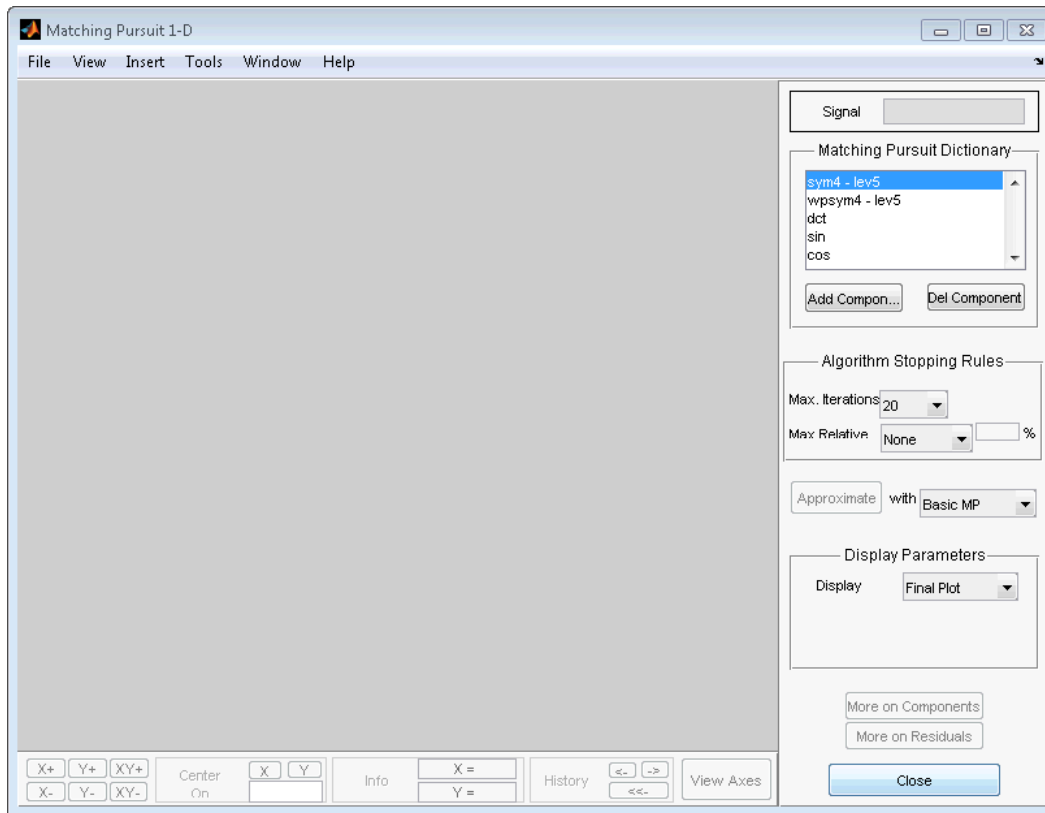 Matching Pursuit 1-D
File View Insert Tools Window Help
Signal
Matching Pursuit Dictionary
sym4 - lev5
wpsym4 - lev5
dct
sin
cos
Add Compon... Del Component
Algorithm Stopping Rules
Max. Iterations 20
Max Relative None %
Approximate with Basic MP
Display Parameters
Display Final Plot
More on Components
More on Residuals
Close
X+ Y+ XY+
X- Y- XY-
Center
On
X Y
Info
X =
Y =
History
<- ->
<<-
View Axes